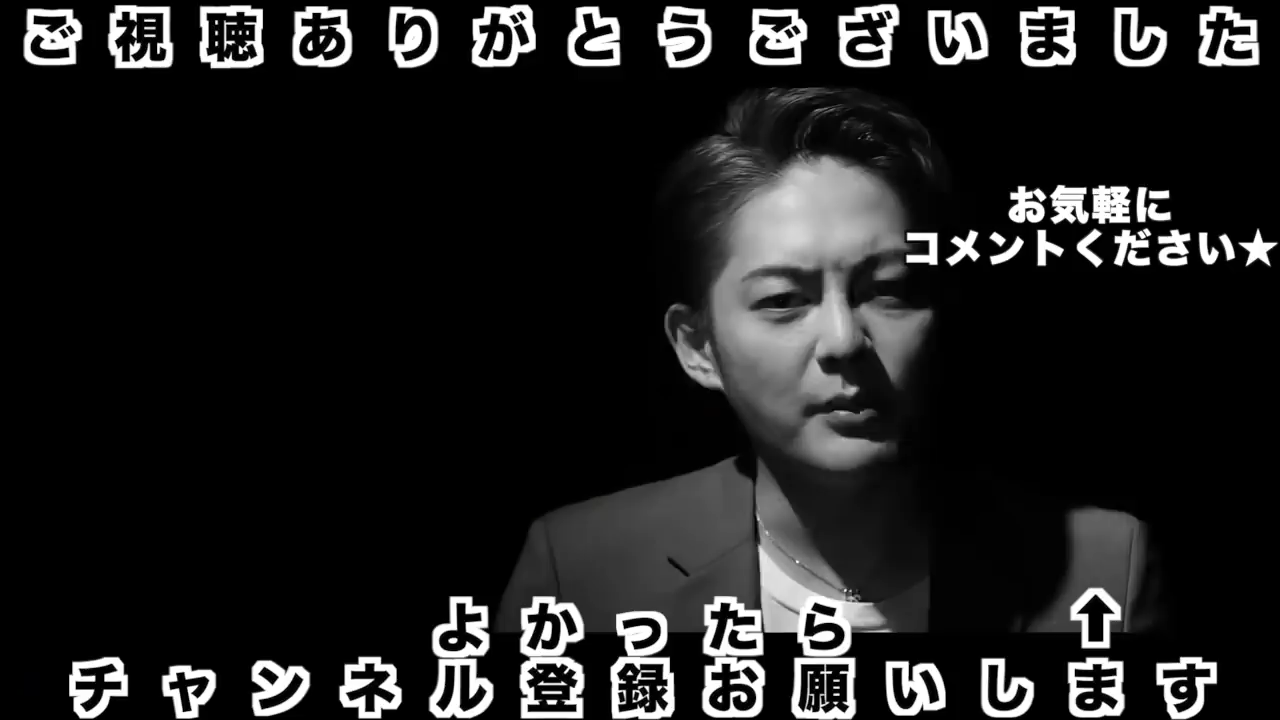 ご視聴ありがとうございました
お気軽に
コメントください★
よかったら
↑
チャンネル登録お願いします